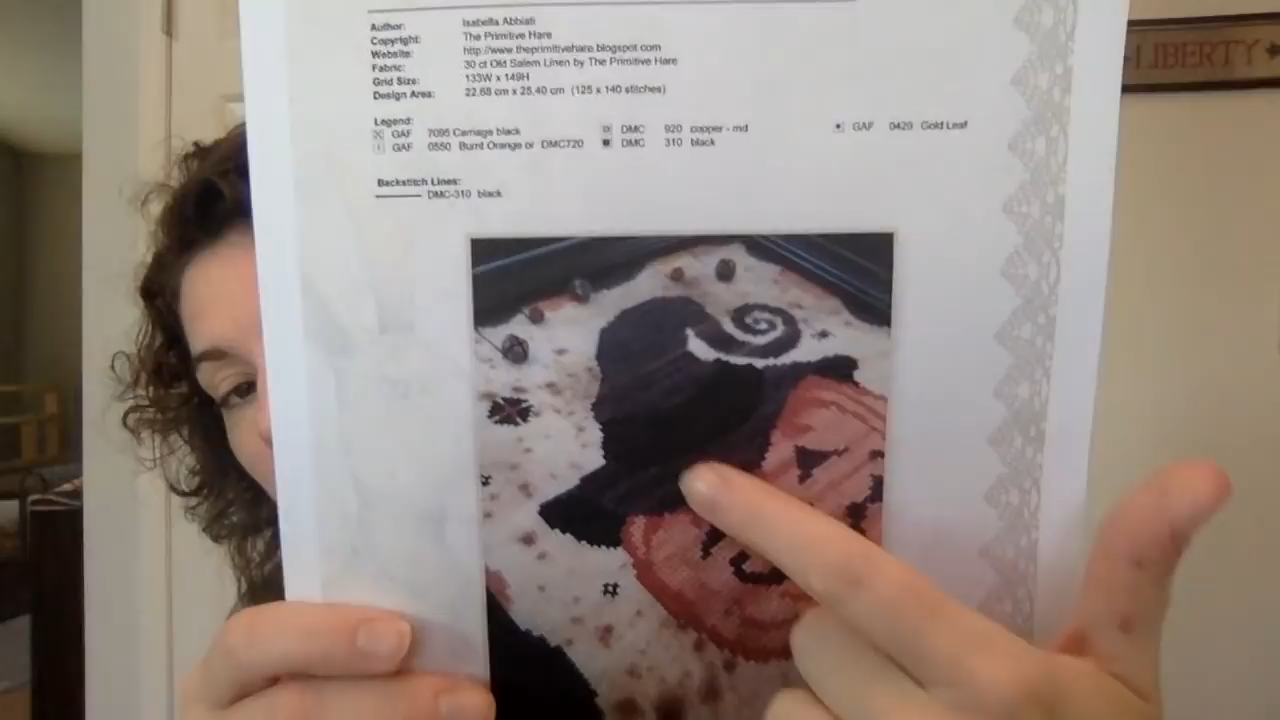 Author: Isabella Abbiati
Copyright: The Primitive Hare
Website: http://www.theprimitivehare.blogspot.com
Fabric: 30 ct Old Salem Linen by The Primitive Hare
Grid Size: 133W x 149H
Design Area: 22,68 cm x 25,40 cm (125 x 140 stitches)
Legend:
GAF 7095 Carriage black DMC 920 copper - md GAF 0420 Gold Leaf
GAF 0550 Burnt Orange or DMC720 DMC 310 black
Backstitch Lines:
DMC-310 black
LIBERTY